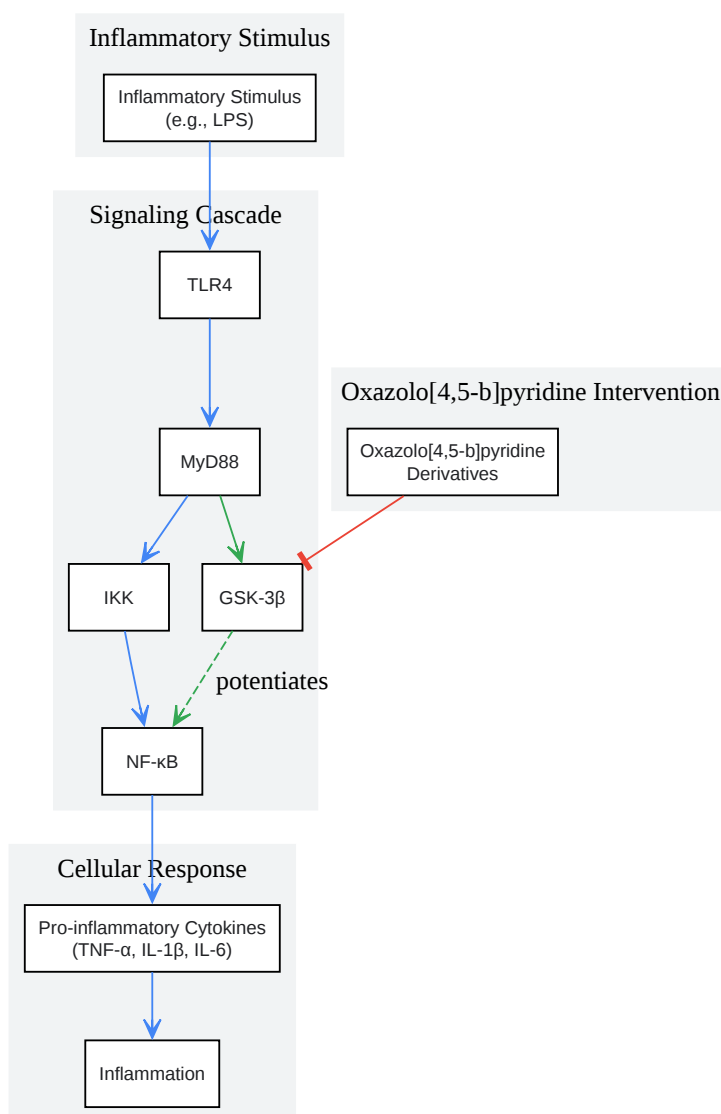 Inflammatory Stimulus
Inflammatory Stimulus
(e.g., LPS)
Signaling Cascade
TLR4
Oxazolo[4,5-b]pyridine Intervention
MyD88
Oxazolo[4,5-b]pyridine
Derivatives
IKK
GSK-3β
potentiates
NF-κB
Cellular Response
Pro-inflammatory Cytokines
(TNF-α, IL-1β, IL-6)
Inflammation